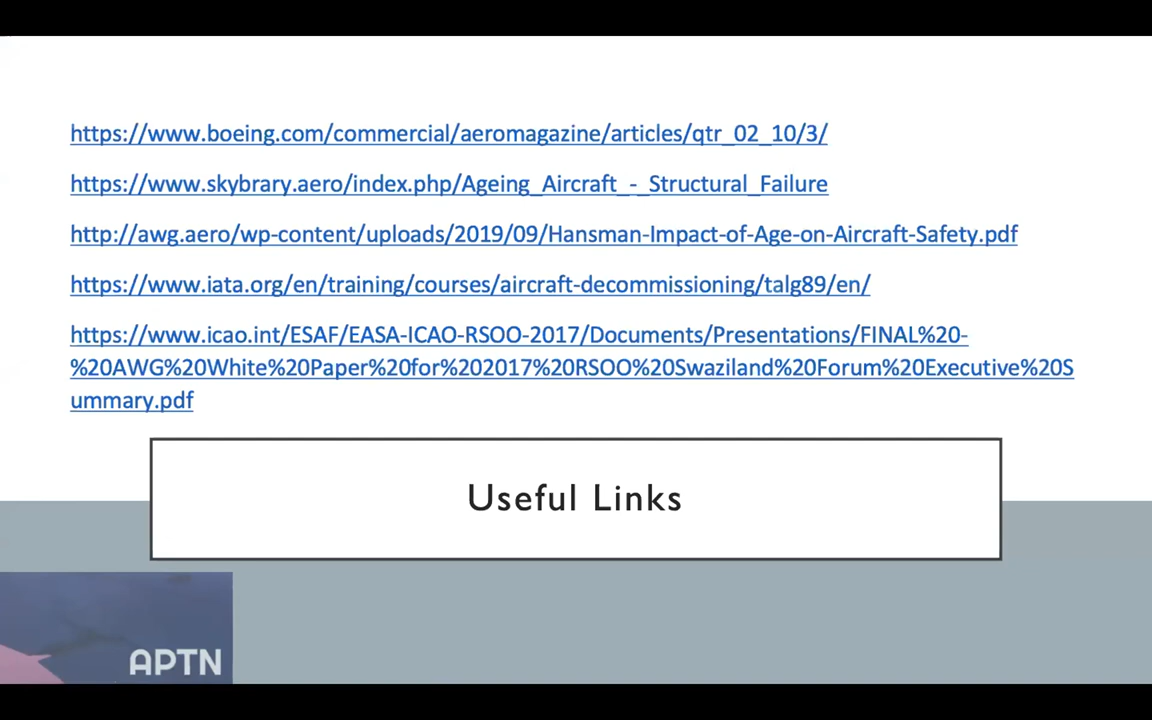 https://www.boeing.com/commercial/aeromagazine/articles/qtr_02_10/3/
https://www.skybrary.aero/index.php/Ageing_Aircraft_-_Structural_Failure
http://awg.aero/wp-content/uploads/2019/09/Hansman-Impact-of-Age-on-Aircraft-Safety.pdf
https://www.iata.org/en/training/courses/aircraft-decommissioning/talg89/en/
https://www.icao.int/ESAF/EASA-ICAO-RSOO-2017/Documents/Presentations/FINAL%20-
%20AWG%20White%20Paper%20for%202017%20RSOO%20Swaziland%20Forum%20Executive%20S
ummary.pdf
Useful Links
APTN